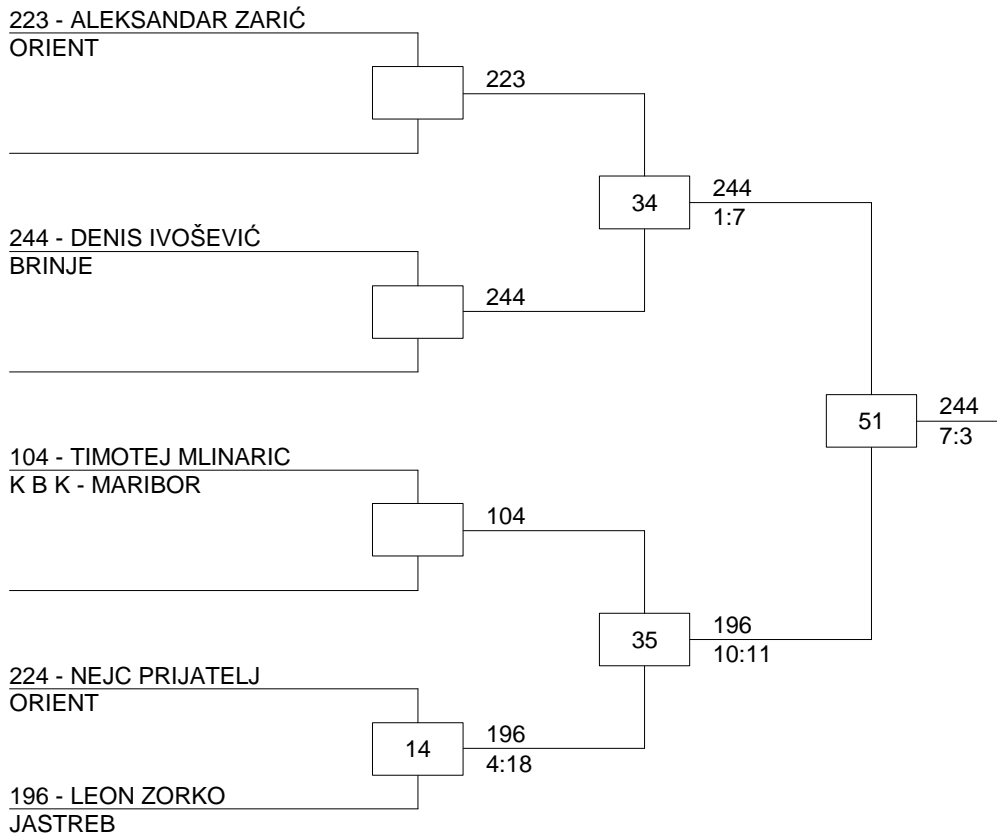 223 - ALEKSANDAR ZARIĆ
ORIENT
223
34
244
1:7
244 - DENIS IVOŠEVIĆ
BRINJE
244
51
244
7:3
104 - TIMOTEJ MLINARIC
K B K - MARIBOR
104
35
196
10:11
224 - NEJC PRIJATELJ
ORIENT
14
196
4:18
196 - LEON ZORKO
JASTREB